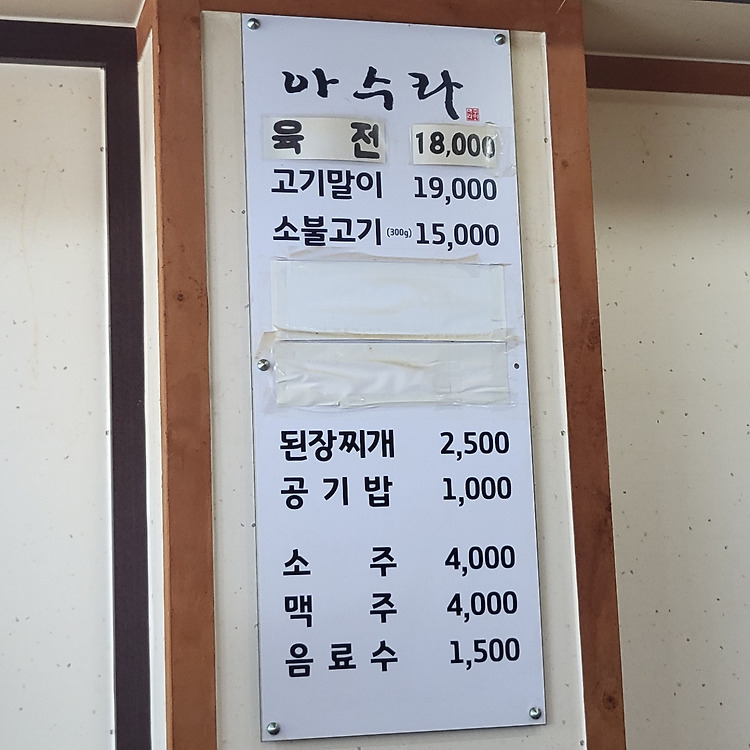 아수라
육 전 18,000
고기말이 19,000
소불고기 (300g) 15,000
된장찌개 2,500
공 기 밥 1,000
소 주 4,000
맥 주 4,000
음 료 수 1,500